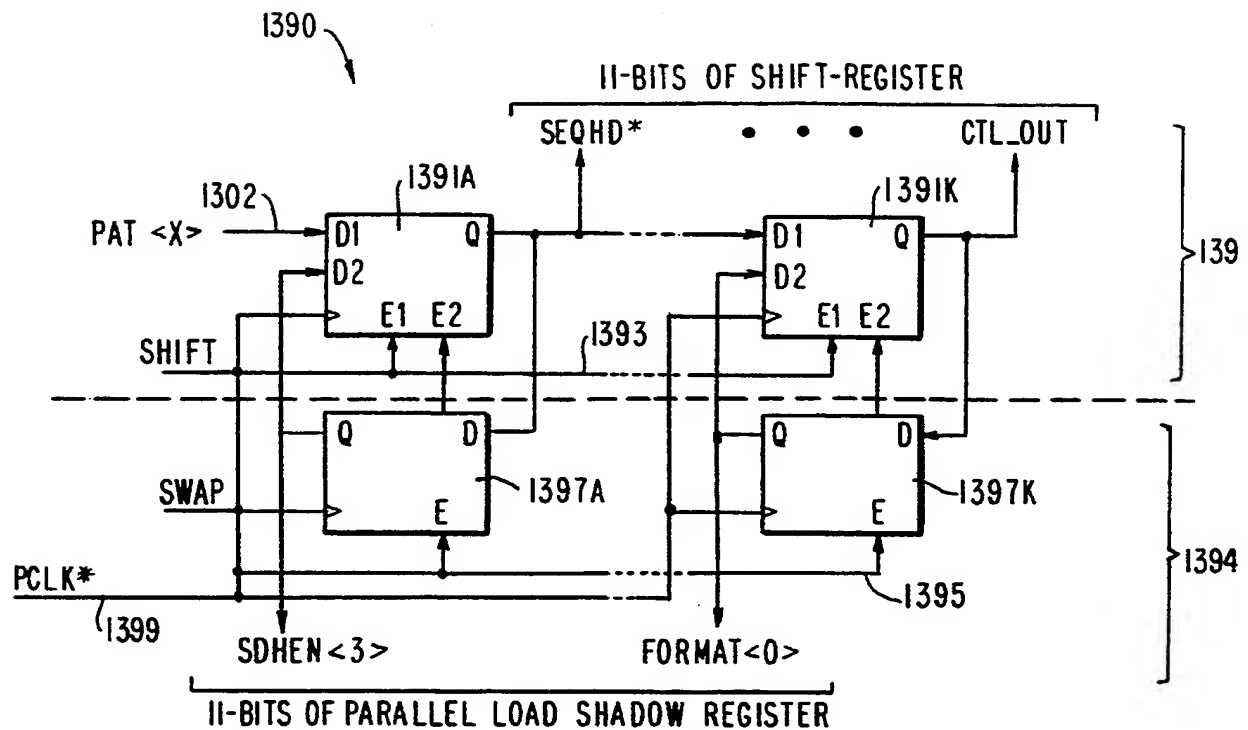 1390
11-BITS OF SHIFT-REGISTER
SEQHD* • • • CTL_OUT
1302 1391A 1391K
PAT <X> D1 Q D1 Q
D2 D2
139
E1 E2 1393 E1 E2
SHIFT
Q D Q D
SWAP 1397A 1397K
E E
1394
PCLK*
1399 1395
SDHEN<3> FORMAT<0>
11-BITS OF PARALLEL LOAD SHADOW REGISTER